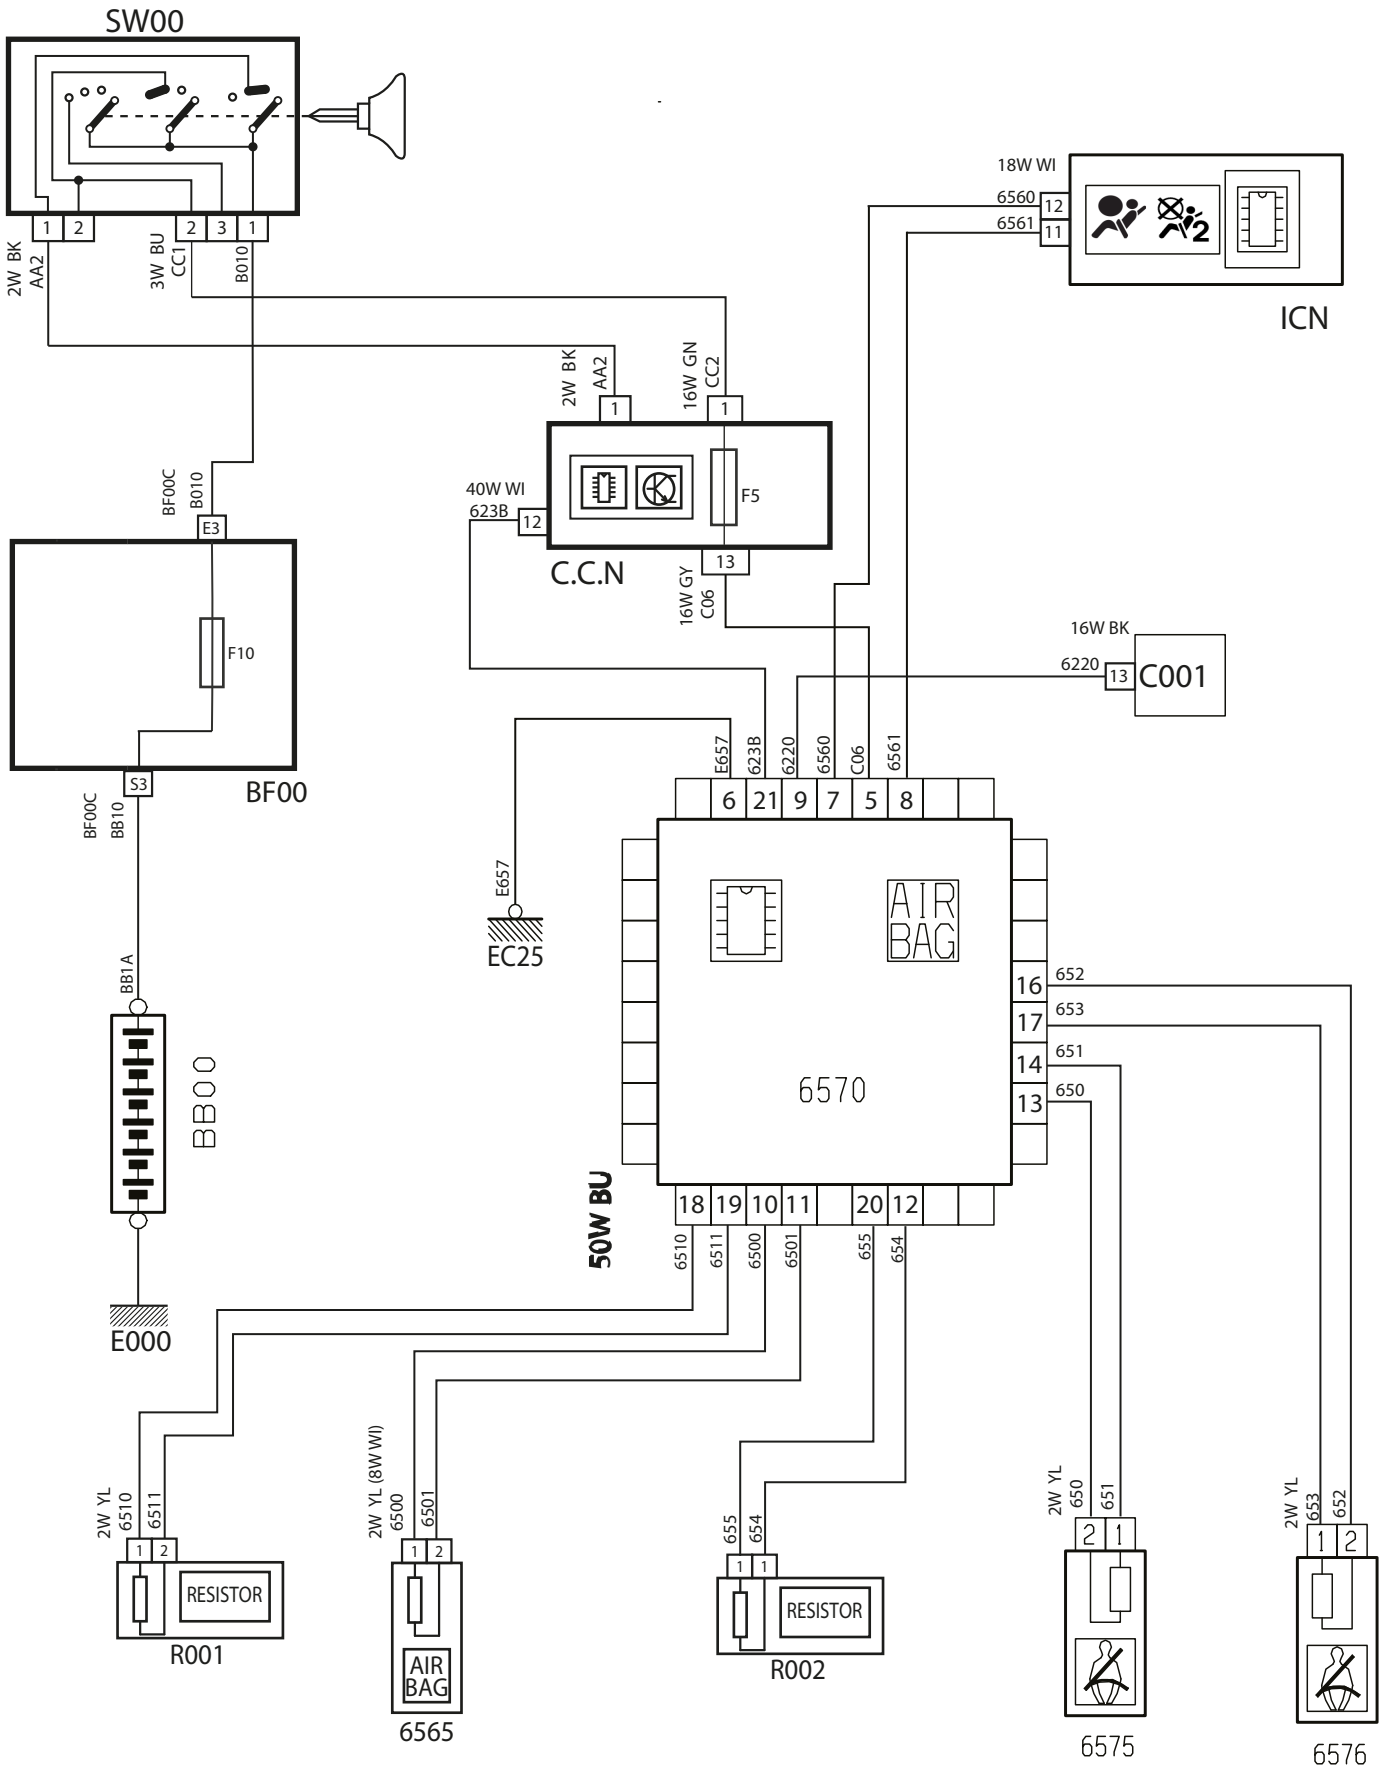 SW00
1 2 2 3 1
2W BK
AA2
3W BU
CC1
B010
18W WI
6560
12
6561
11
2
ICN
2W BK
AA2
16W GN
CC2
1
1
40W WI
623B
12
F5
C.C.N
13
16W GY
C06
BF00C
B010
E3
F10
S3
BF00
BF00C
BB10
16W BK
6220
13
C001
E657
623B
6220
6560
C06
6561
6 21 9 7 5 8
E657
EC25
AIR
BAG
BB1A
BB00
E000
16
652
17
653
14
651
13
650
6570
50W BU
18 19 10 11 20 12
6510
6511
6500
6501
655
654
2W YL
6510
6511
1 2
RESISTOR
R001
2W YL (8W WI)
6500
6501
1 2
AIR
BAG
6565
655
654
1 1
RESISTOR
R002
2W YL
650
651
2 1
6575
2W YL
653
652
1 2
6576